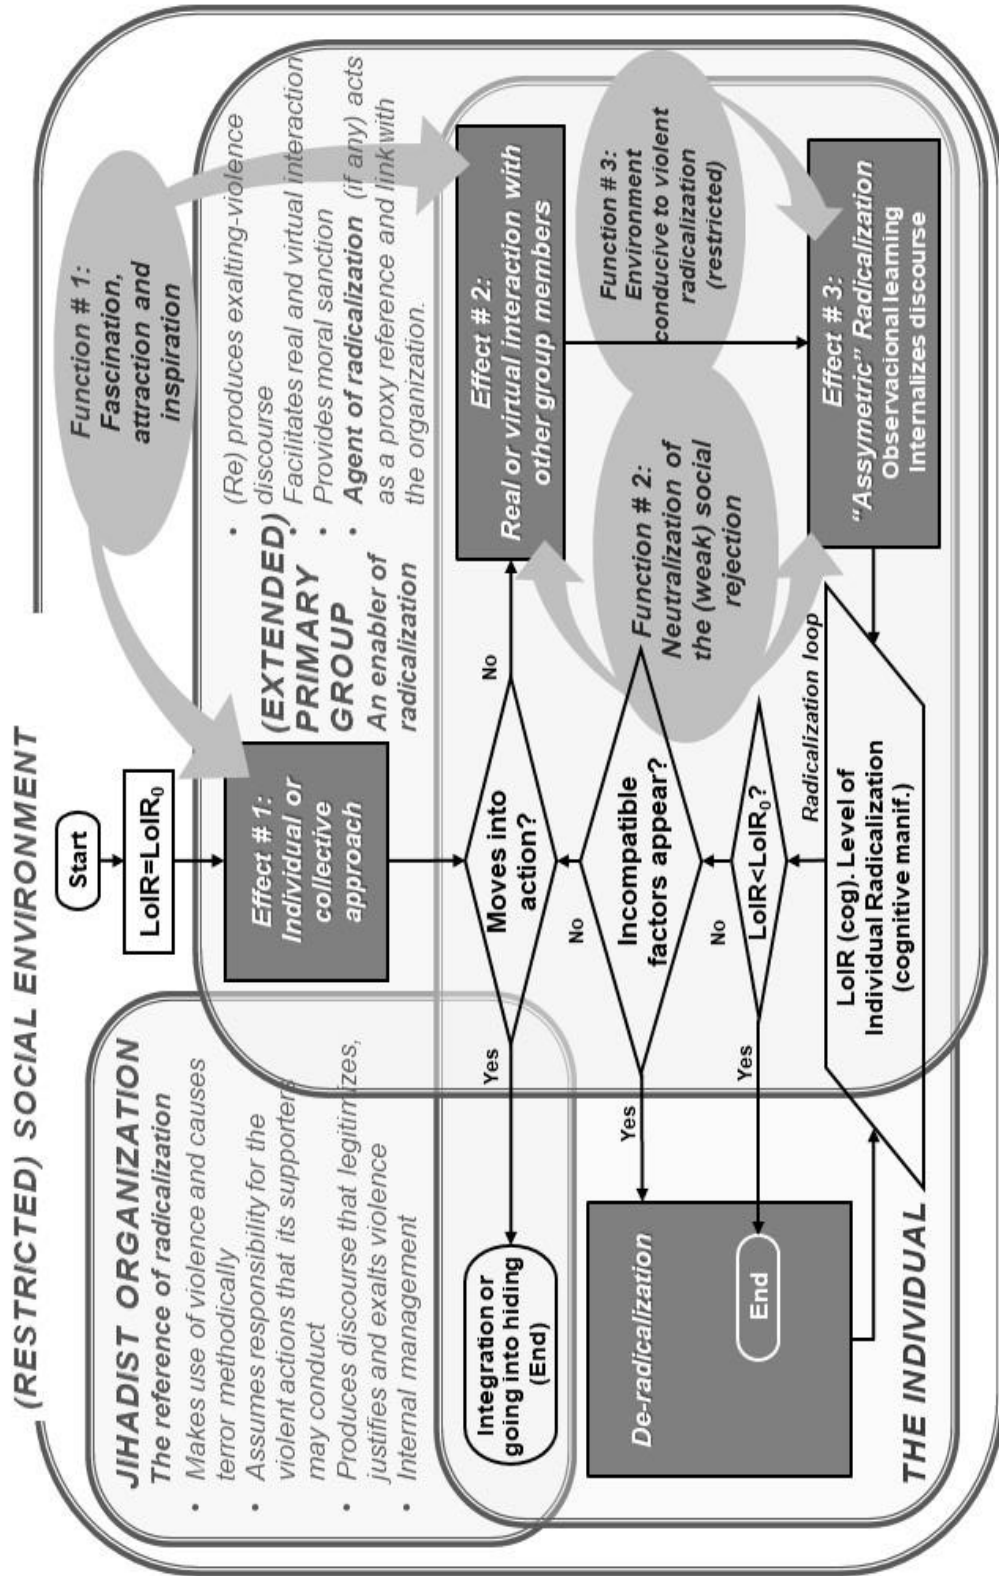 (RESTRICTED) SOCIAL ENVIRONMENT
JIHADIST ORGANIZATION
The reference of radicalization
• Makes use of violence and causes
terror methodically
• Assumes responsibility for the
violent actions that its supporters
may conduct
• Produces discourse that legitimizes,
justifies and exalts violence
• Internal management
Start
LoIR=LoIR₀
Effect # 1:
Individual or
collective
approach
Function # 1:
Fascination,
attraction and
inspiration
(EXTENDED)
PRIMARY
GROUP
An enabler of
radicalization
• (Re) produces exalting-violence
discourse
• Facilitates real and virtual interaction
• Provides moral sanction
• Agent of radicalization (if any) acts
as a proxy reference and link with
the organization.
Integration or
going into hiding
(End)
Yes
Moves into
action?
No
Effect # 2:
Real or virtual interaction with
other group members
No
Yes
Incompatible
factors appear?
Function # 2:
Neutralization of
the (weak) social
rejection
Function # 3:
Environment
conducive to violent
radicalization
(restricted)
De-radicalization
End
Yes
No
LoIR<LoIR₀?
Radicalization loop
LoIR (cog). Level of
Individual Radicalization
(cognitive manif.)
Effect # 3:
“Assymetric” Radicalization
Observacional learning
Internalizes discourse
THE INDIVIDUAL